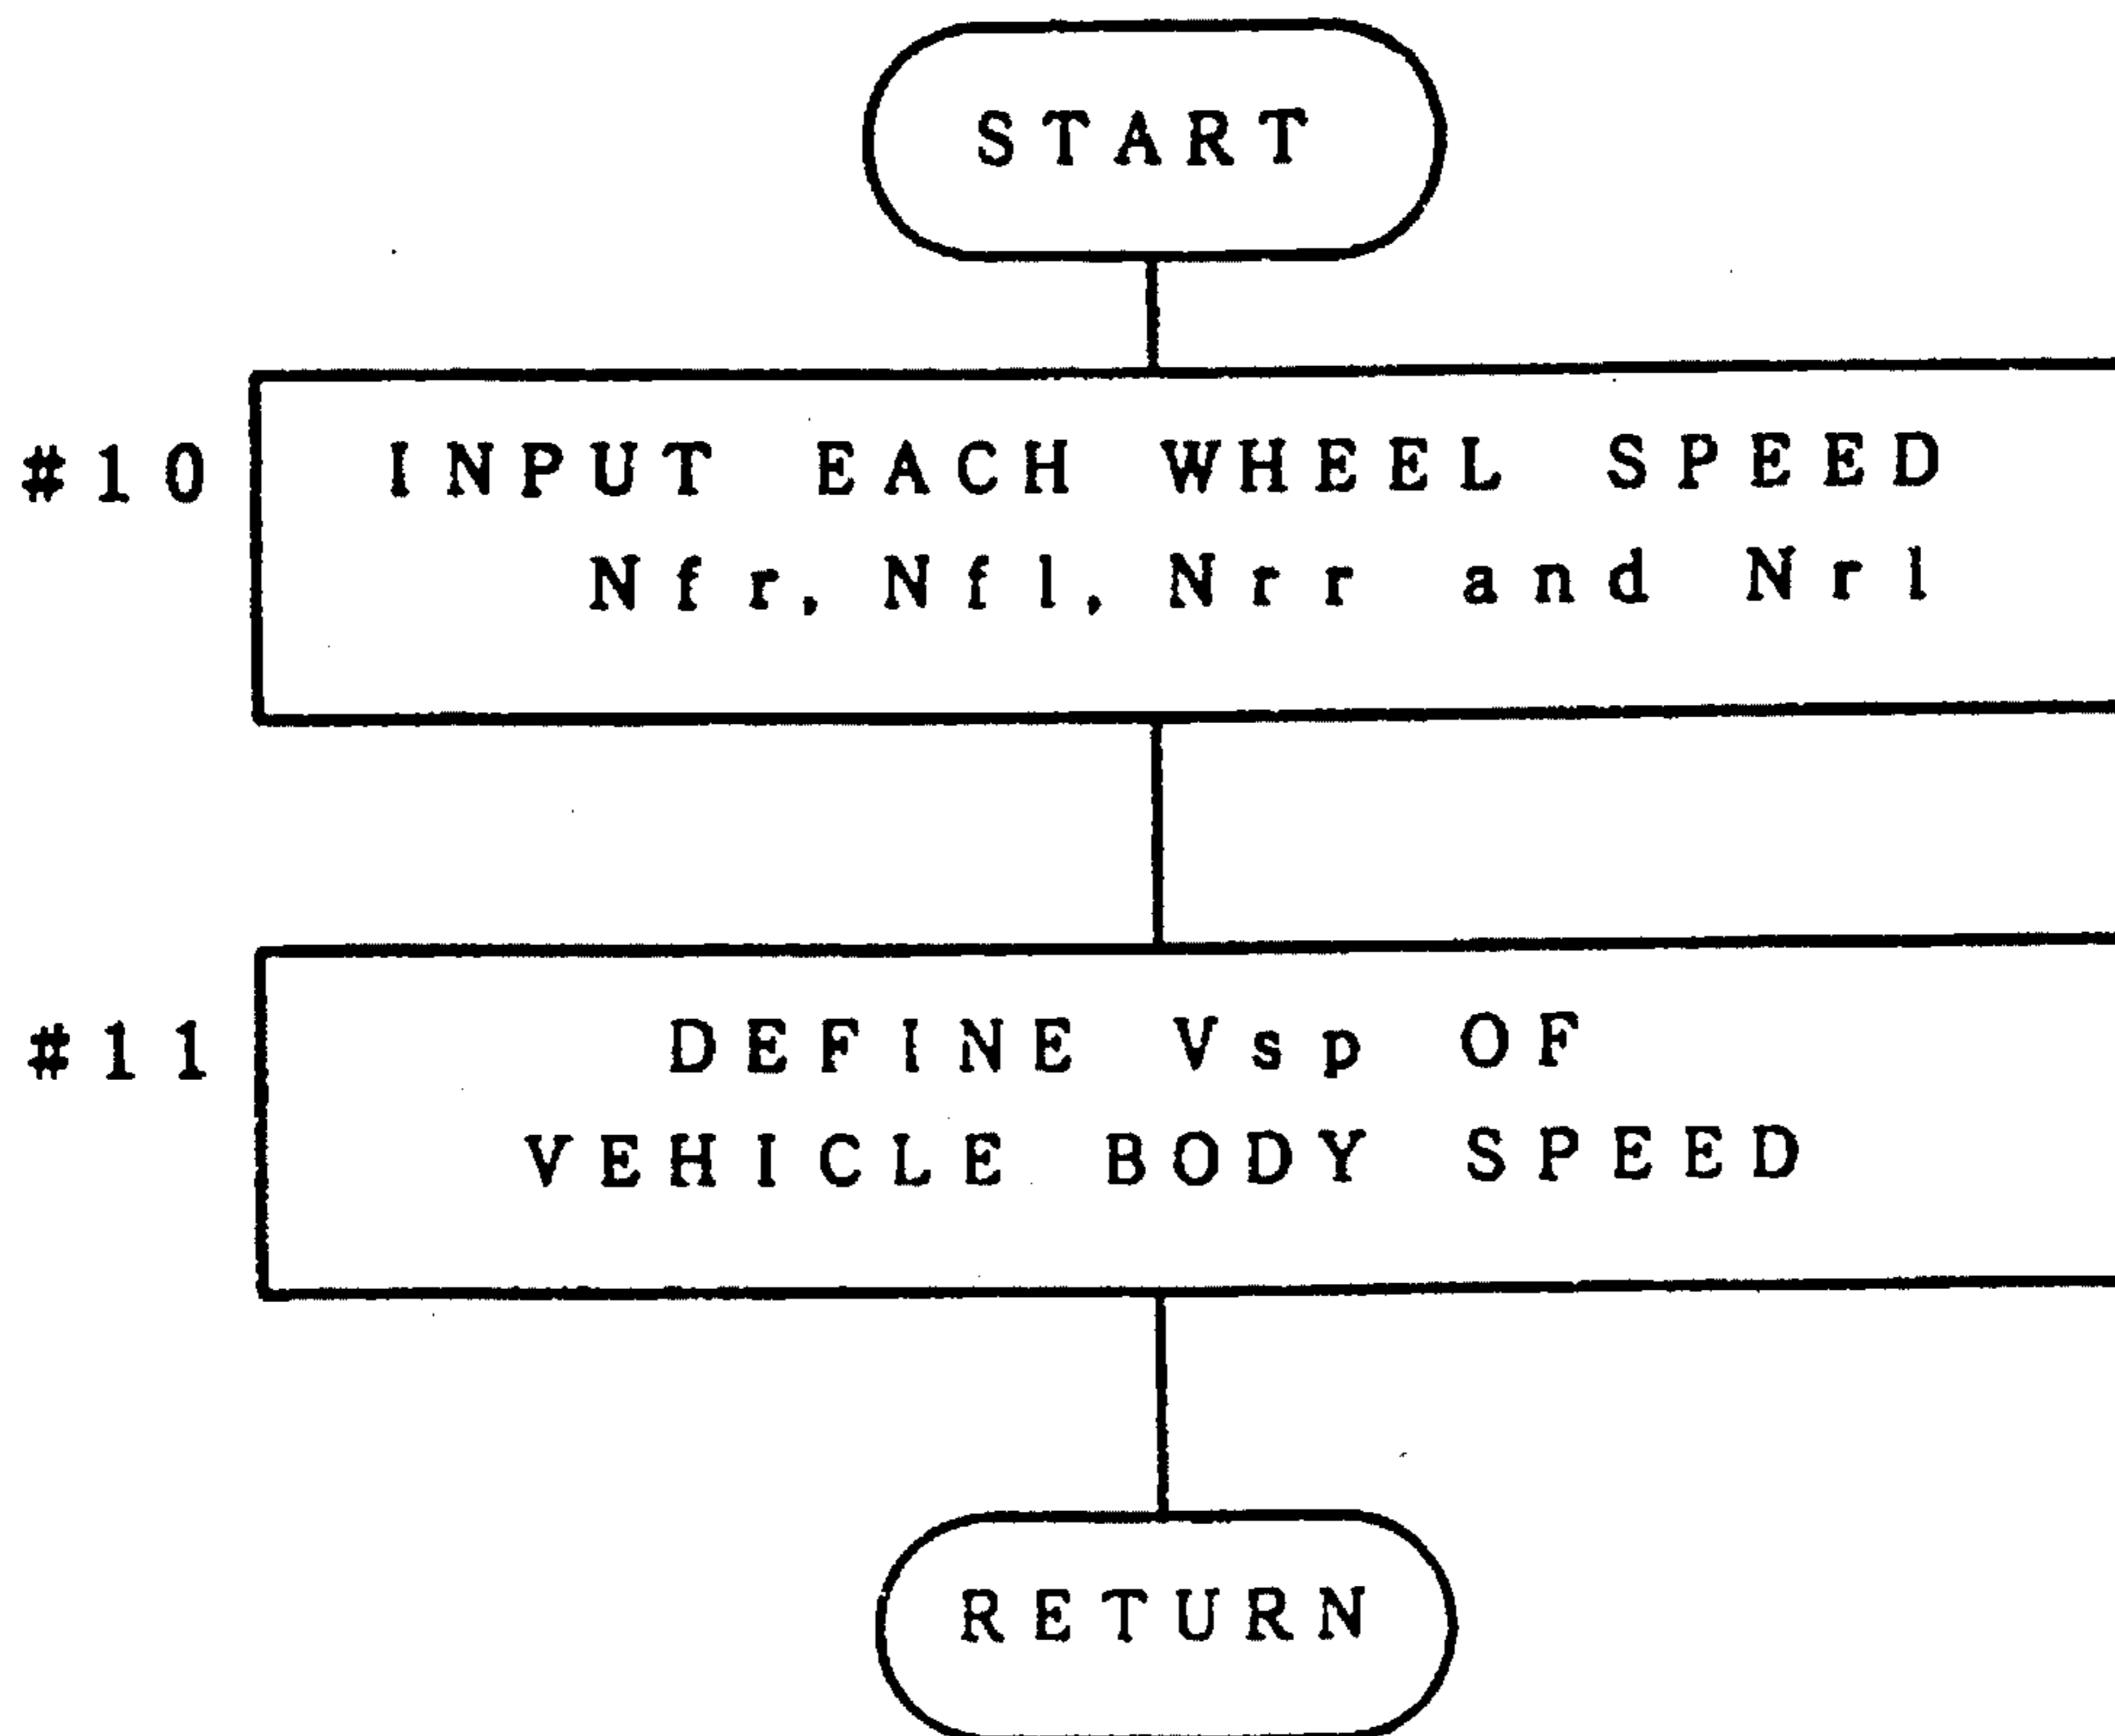 START
#10 INPUT EACH WHEEL SPEED
Nfr, Nfl, Nrr and Nrl
#11 DEFINE Vsp OF
VEHICLE BODY SPEED
RETURN